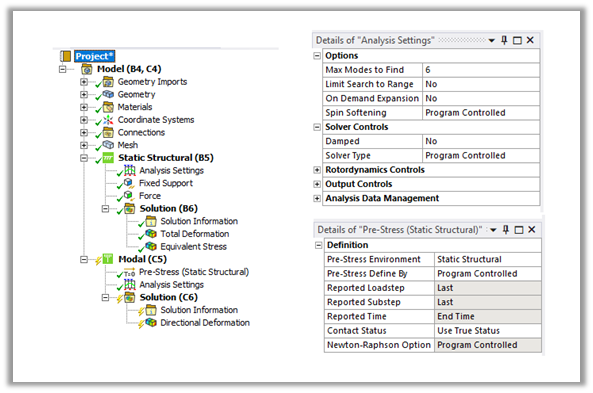 Project*
Model (B4, C4)
Geometry Imports
Geometry
Materials
Coordinate Systems
Connections
Mesh
Static Structural (B5)
Analysis Settings
Fixed Support
Force
Solution (B6)
Solution Information
Total Deformation
Equivalent Stress
Modal (C5)
T=0 Pre-Stress (Static Structural)
Analysis Settings
Solution (C6)
Solution Information
Directional Deformation
Details of "Analysis Settings"
Options
Max Modes to Find 6
Limit Search to Range No
On Demand Expansion No
Spin Softening Program Controlled
Solver Controls
Damped No
Solver Type Program Controlled
Rotordynamics Controls
Output Controls
Analysis Data Management
Details of "Pre-Stress (Static Structural)"
Definition
Pre-Stress Environment Static Structural
Pre-Stress Define By Program Controlled
Reported Loadstep Last
Reported Substep Last
Reported Time End Time
Contact Status Use True Status
Newton-Raphson Option Program Controlled